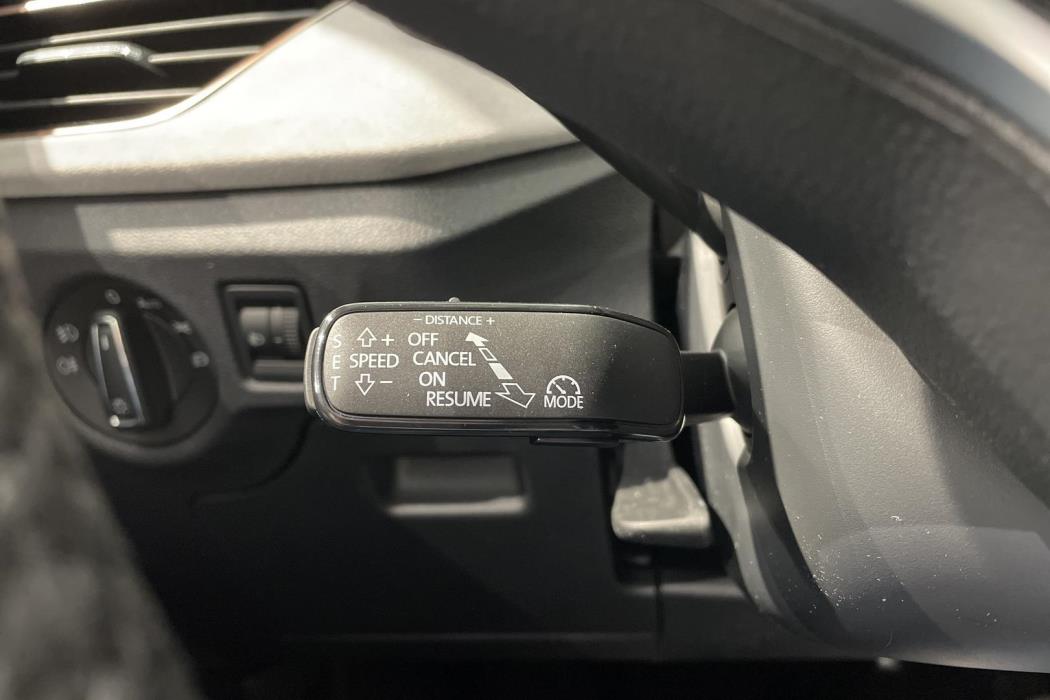 − DISTANCE +
S + OFF
E SPEED CANCEL
T − ON
RESUME MODE